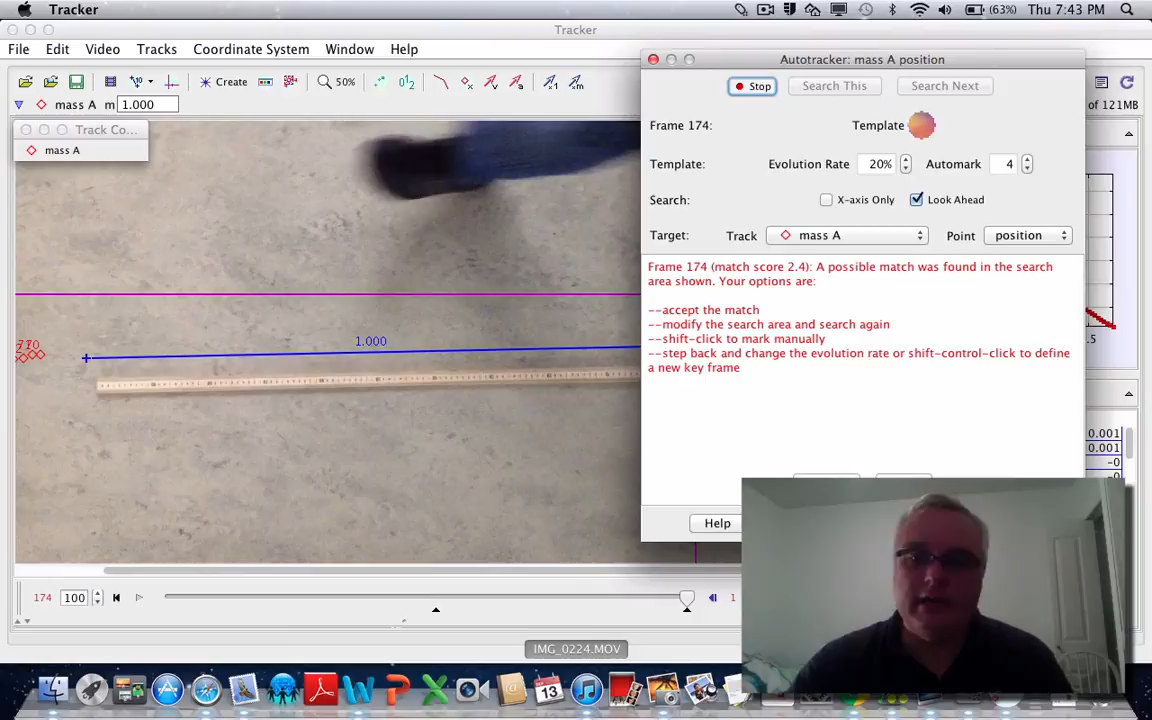 Tracker
(63%)
Thu 7:43 PM
Tracker
File Edit Video Tracks Coordinate System Window Help
Create
50%
mass A m 1.000
of 121MB
Track Co...
mass A
Autotracker: mass A position
Stop Search This Search Next
Frame 174: Template
Template: Evolution Rate 20% Automark 4
Search: X-axis Only Look Ahead
Target: Track mass A Point position
Frame 174 (match score 2.4): A possible match was found in the search
area shown. Your options are:
--accept the match
--modify the search area and search again
--shift-click to mark manually
--step back and change the evolution rate or shift-control-click to define
a new key frame
Help
1.000
0.001
0.001
-0
174 100
1
IMG_0224.MOV